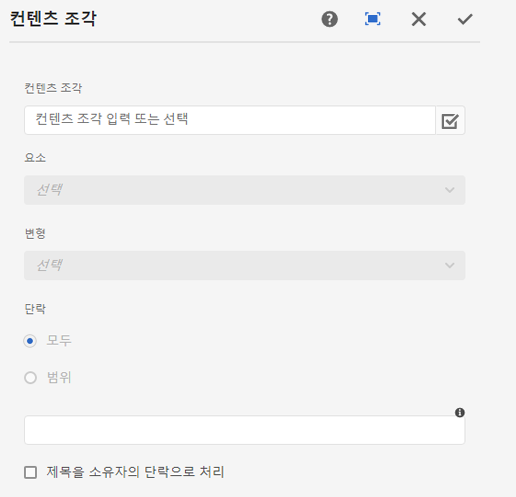 컨텐츠 조각
컨텐츠 조각
컨텐츠 조각 입력 또는 선택
요소
선택
변형
선택
단락
모두
범위
제목을 소유자의 단락으로 처리